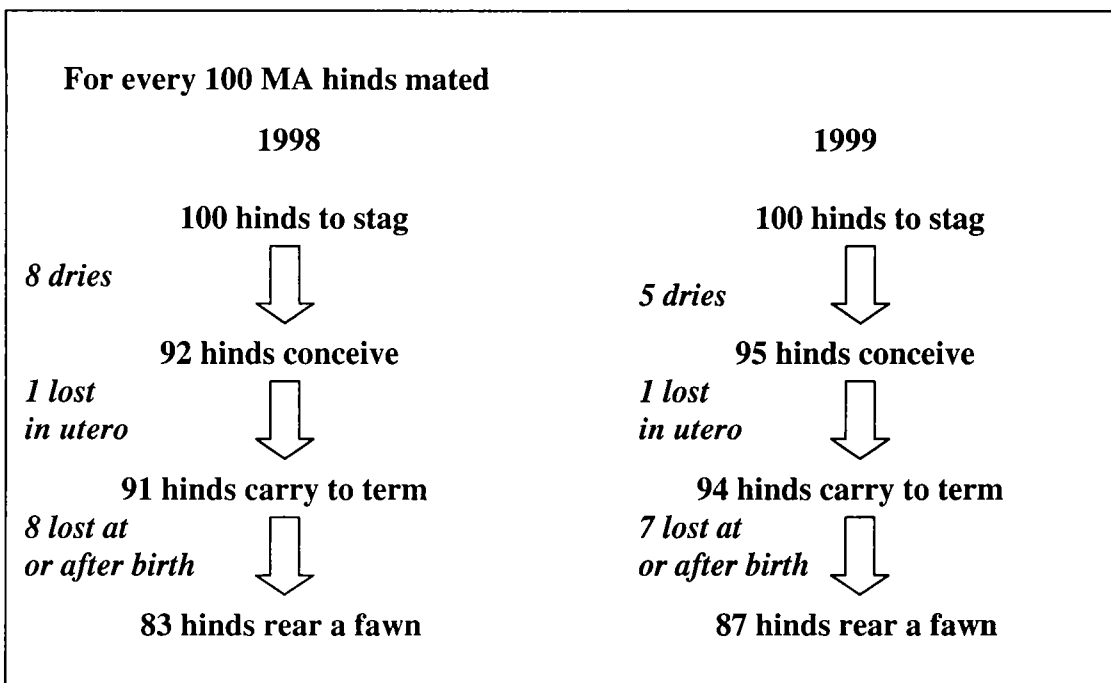 For every 100 MA hinds mated
1998
100 hinds to stag
8 dries
92 hinds conceive
1 lost
in utero
91 hinds carry to term
8 lost at
or after birth
83 hinds rear a fawn
1999
100 hinds to stag
5 dries
95 hinds conceive
1 lost
in utero
94 hinds carry to term
7 lost at
or after birth
87 hinds rear a fawn